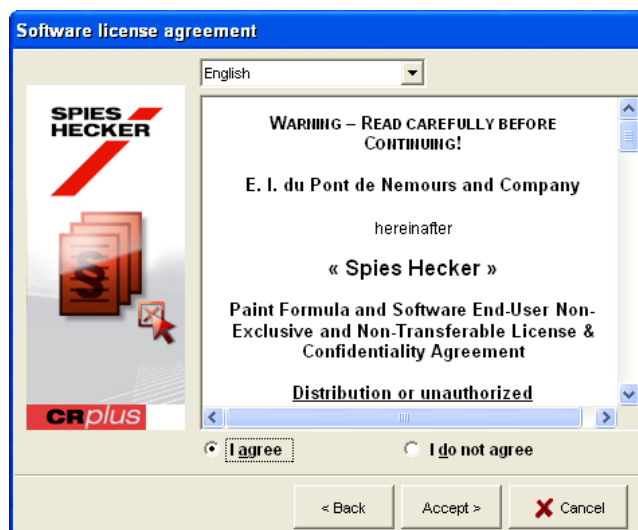 Software license agreement
English
SPIES
HECKER
WARNING – READ CAREFULLY BEFORE
CONTINUING!
E. I. du Pont de Nemours and Company
hereinafter
« Spies Hecker »
Paint Formula and Software End-User Non-
Exclusive and Non-Transferable License &
Confidentiality Agreement
Distribution or unauthorized
§
CRplus
I agree
I do not agree
< Back
Accept >
Cancel